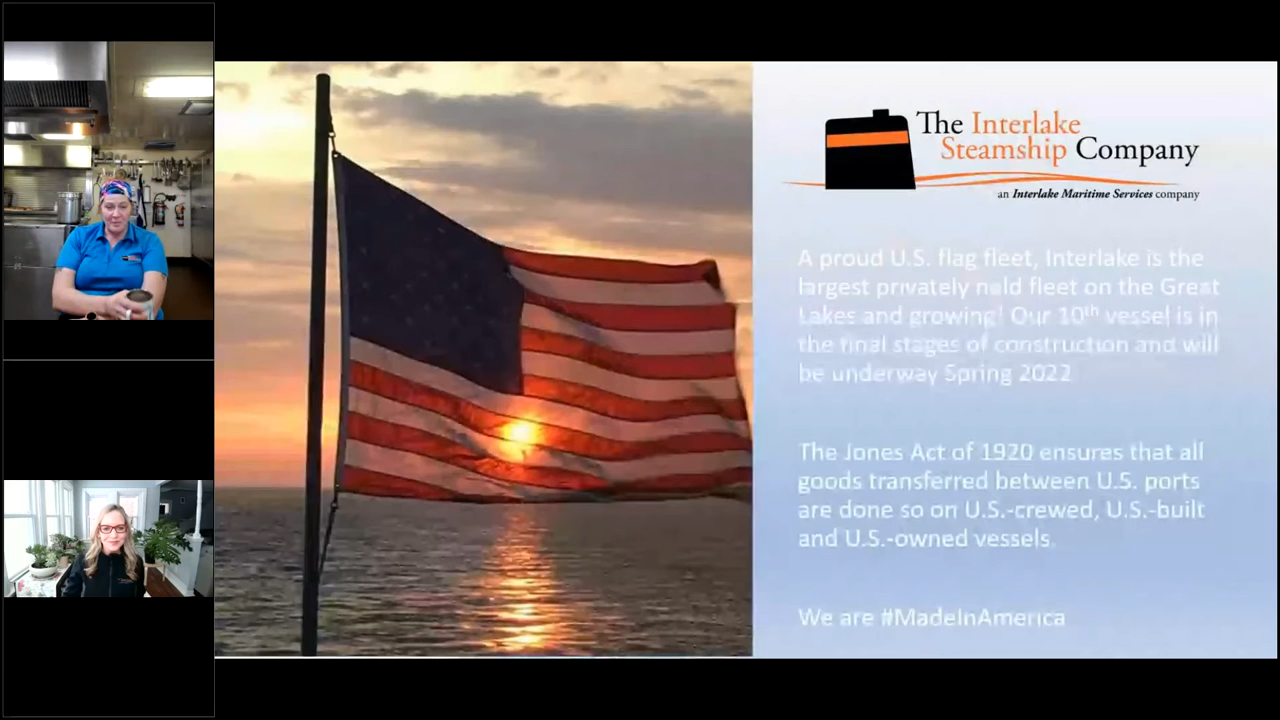 The Interlake
Steamship Company
an Interlake Maritime Services company
A proud U.S. flag fleet, Interlake is the
largest privately held fleet on the Great
Lakes and growing! Our 10th vessel is in
the final stages of construction and will
be underway Spring 2022
The Jones Act of 1920 ensures that all
goods transferred between U.S. ports
are done so on U.S.-crewed, U.S.-built
and U.S.-owned vessels.
We are #MadeInAmerica